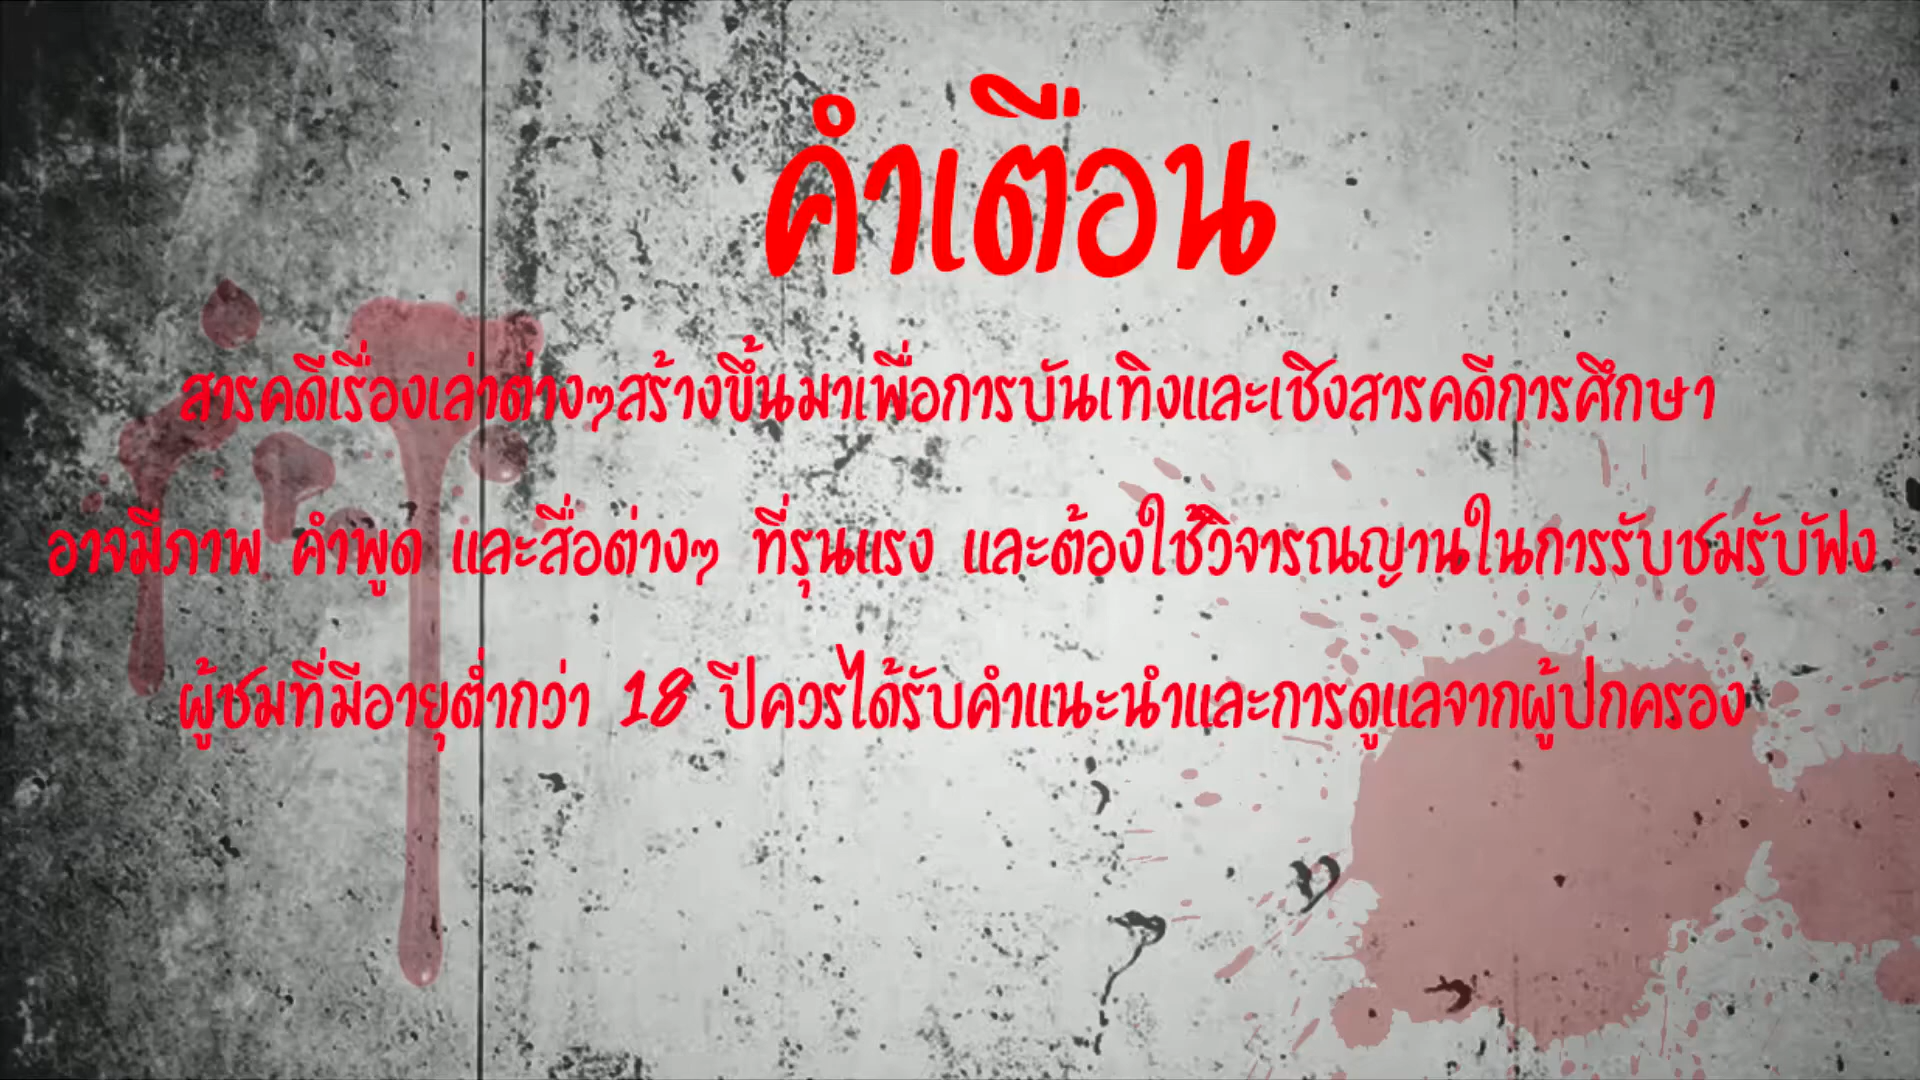 คำเตือน
สารคดีเรื่องเล่าต่างๆสร้างขึ้นมาเพื่อการบันเทิงและเชิงสารคดีการศึกษา
อาจมีภาพ คำพูด และสื่อต่างๆ ที่รุนแรง และต้องใช้วิจารณญานในการรับชมรับฟัง
ผู้ชมที่มีอายุต่ำกว่า 18 ปีควรได้รับคำแนะนำและการดูแลจากผู้ปกครอง